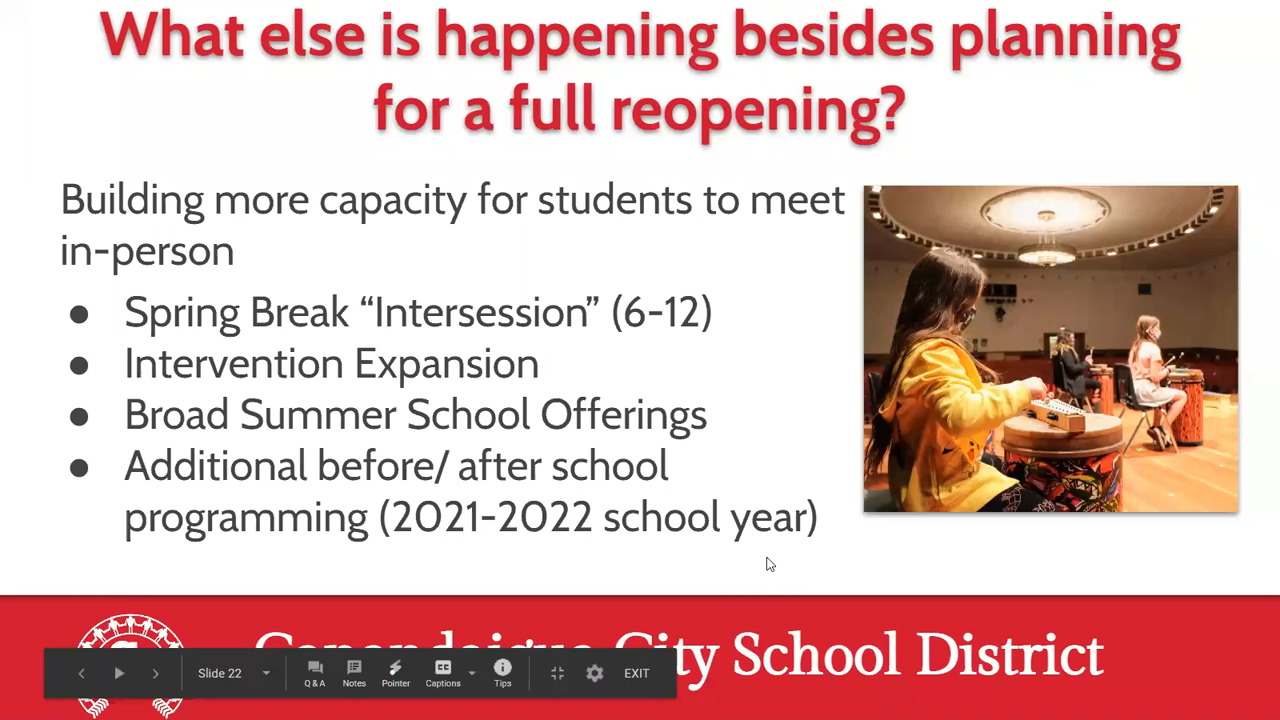 What else is happening besides planning
for a full reopening?
Building more capacity for students to meet
in-person
● Spring Break “Intersession” (6-12)
● Intervention Expansion
● Broad Summer School Offerings
● Additional before/ after school
programming (2021-2022 school year)
City School District
Slide 22
Q & A
Notes
Pointer
CC
Captions
Tips
EXIT